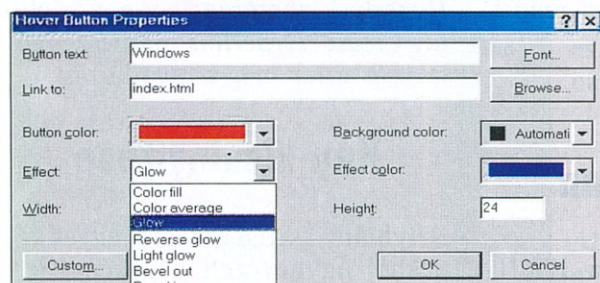 Hover Button Properties ? X
Button text: Windows Font...
Link to: index.html Browse...
Button color: Background color: Automati
Effect: Glow Effect color:
Color fill
Width: Color average Height: 24
Glow
Reverse glow
Light glow
Custom... Bevel out OK Cancel